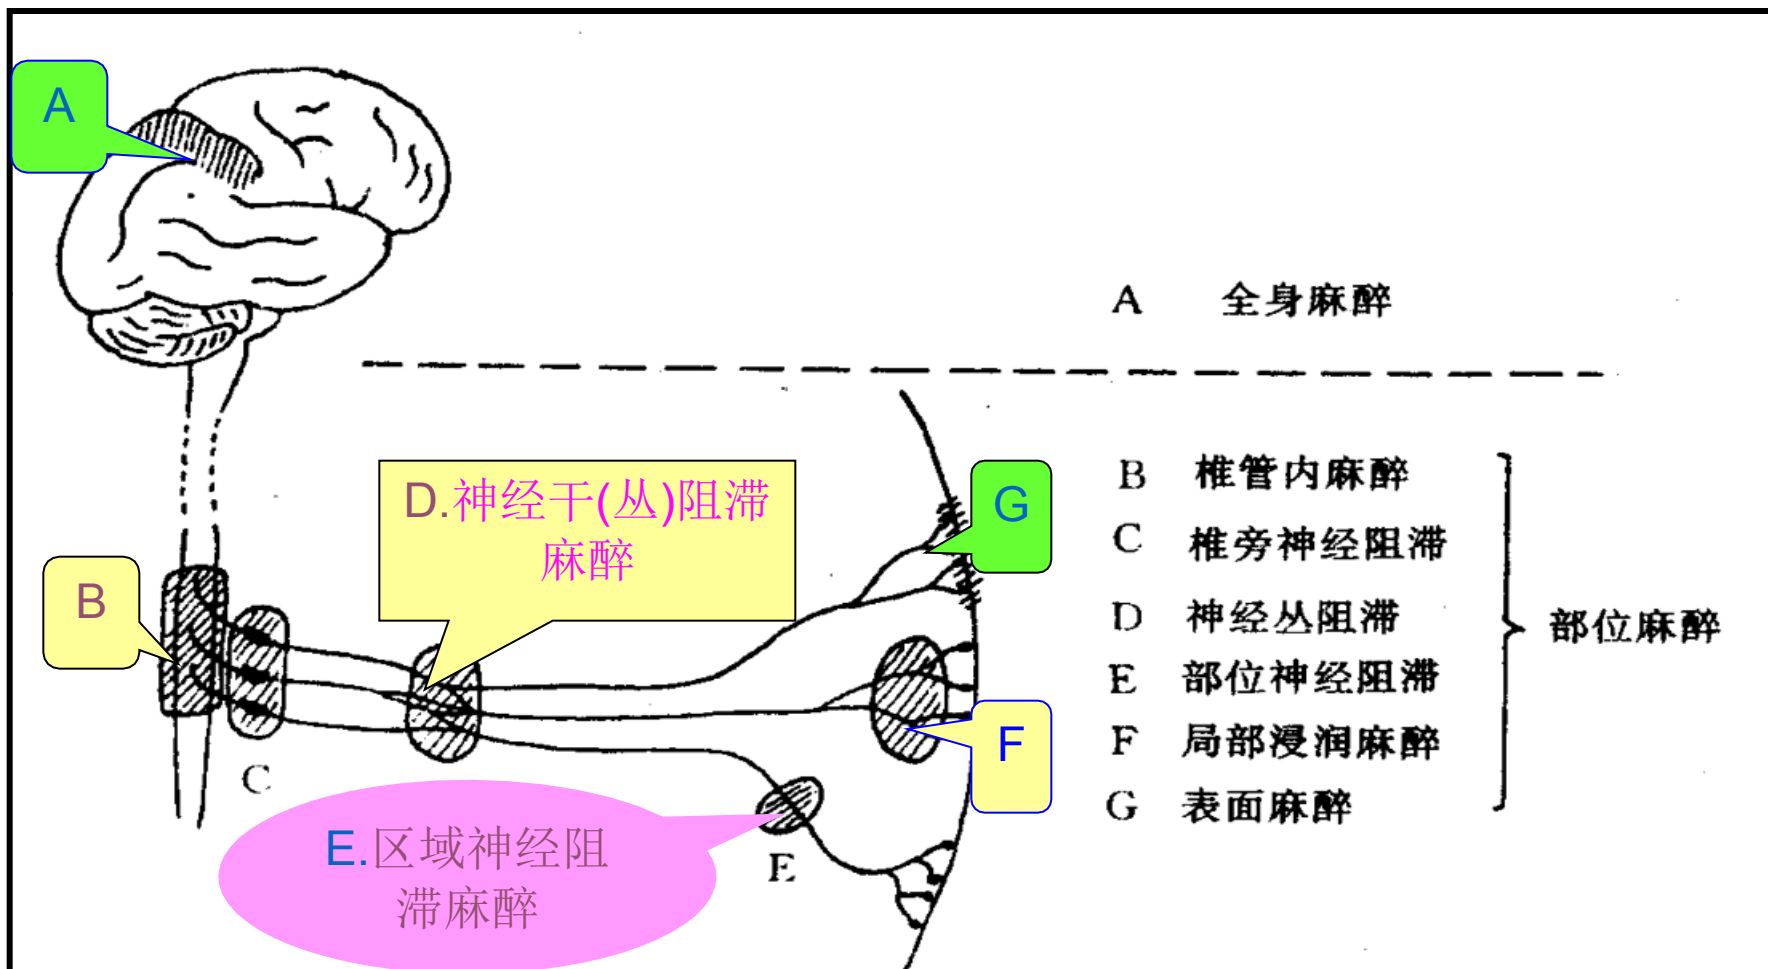 A
A 全身麻醉
D.神经干(丛)阻滞
麻醉
G
B 椎管内麻醉
C 椎旁神经阻滞
B
D 神经丛阻滞
部位麻醉
E 部位神经阻滞
F
F 局部浸润麻醉
C
G 表面麻醉
E.区域神经阻
滞麻醉
E